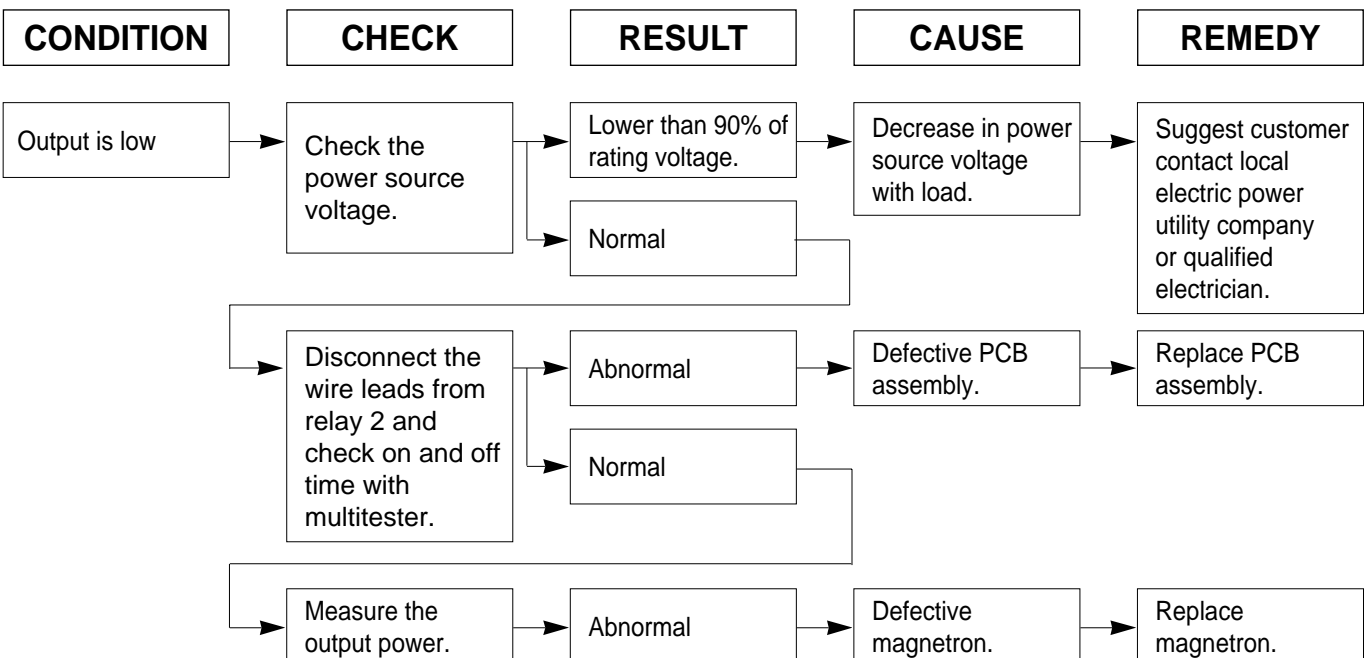 CONDITION
CHECK
RESULT
CAUSE
REMEDY
Output is low
Check the
power source
voltage.
Lower than 90% of
rating voltage.
Decrease in power
source voltage
with load.
Suggest customer
contact local
electric power
utility company
or qualified
electrician.
Normal
Disconnect the
wire leads from
relay 2 and
check on and off
time with
multitester.
Abnormal
Defective PCB
assembly.
Replace PCB
assembly.
Normal
Measure the
output power.
Abnormal
Defective
magnetron.
Replace
magnetron.